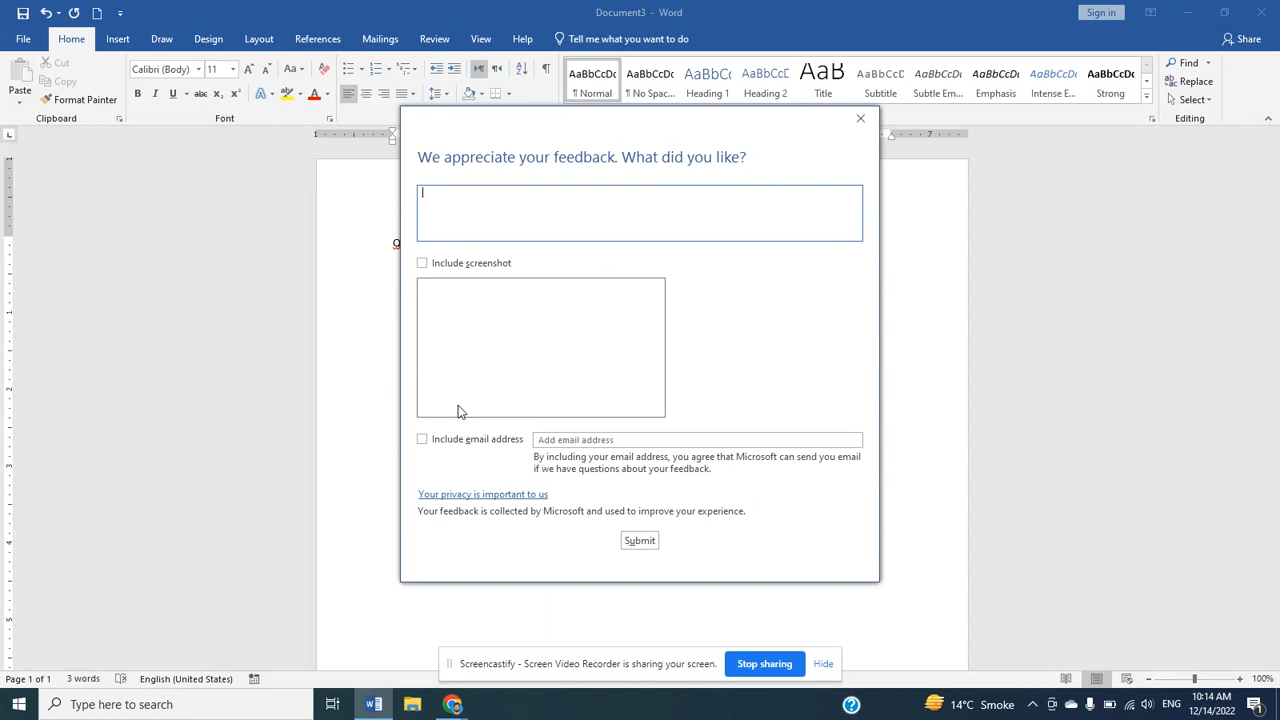 Document3 - Word
Sign in
File Home Insert Draw Design Layout References Mailings Review View Help Tell me what you want to do Share
Paste
Cut
Copy
Format Painter
Clipboard
Calibri (Body) 11 Aa
B I U abc x₂ x² A A
Font
AaBbCcDc AaBbCcDc AaBbCc AaBbCcD AaB AaBbCcD AaBbCcDc AaBbCcDc AaBbCcDc AaBbCcDc
¶ Normal ¶ No Spac... Heading 1 Heading 2 Title Subtitle Subtle Em... Emphasis Intense E... Strong
Find
Replace
Select
Editing
We appreciate your feedback. What did you like?
Include screenshot
Include email address
Add email address
By including your email address, you agree that Microsoft can send you email
if we have questions about your feedback.
Your privacy is important to us
Your feedback is collected by Microsoft and used to improve your experience.
Submit
Screencastify - Screen Video Recorder is sharing your screen. Stop sharing Hide
Page 1 of 1 3 words English (United States) 100%
Type here to search
14°C Smoke
ENG
10:14 AM
12/14/2022
1